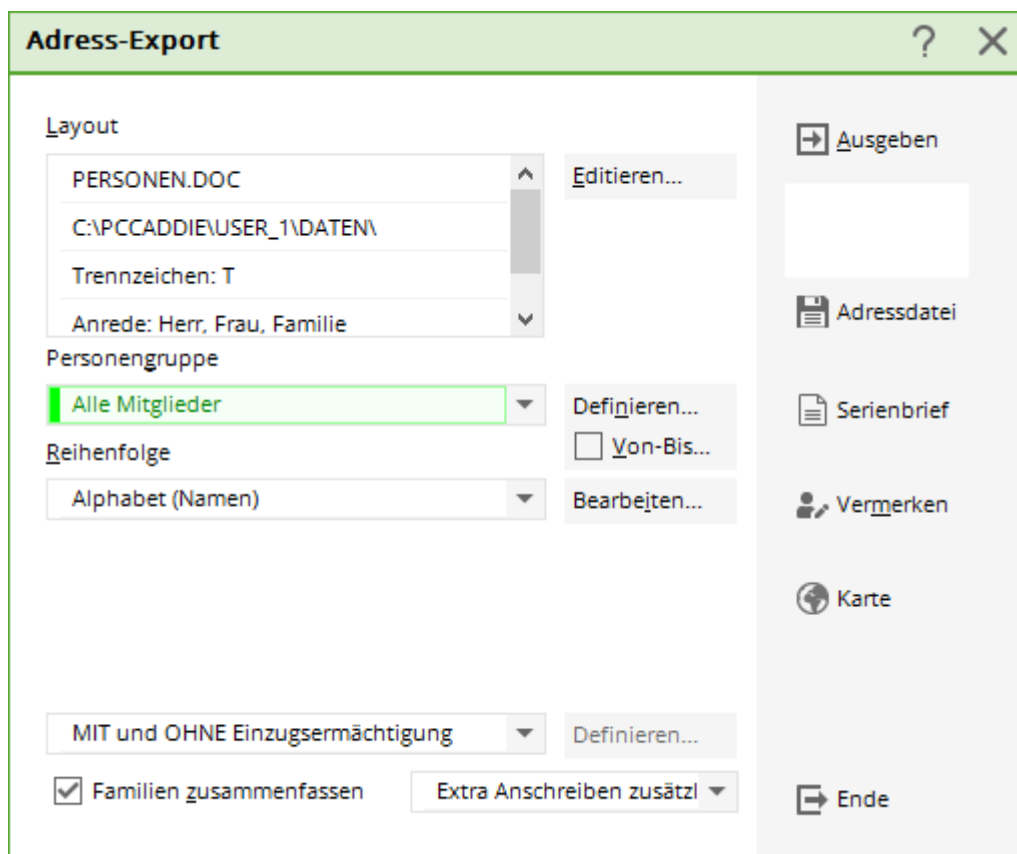 Adress-Export
Layout
PERSONEN.DOC
C:\PCCADDIE\USER_1\DATEN\
Trennzeichen: T
Anrede: Herr, Frau, Familie
Editieren...
Personengruppe
Alle Mitglieder
Definieren...
Von-Bis...
Reihenfolge
Alphabet (Namen)
Bearbeiten...
MIT und OHNE Einzugsermächtigung
Definieren...
Familien zusammenfassen
Extra Anschreiben zusätzl
Ausgeben
Adressdatei
Serienbrief
Vermerken
Karte
Ende